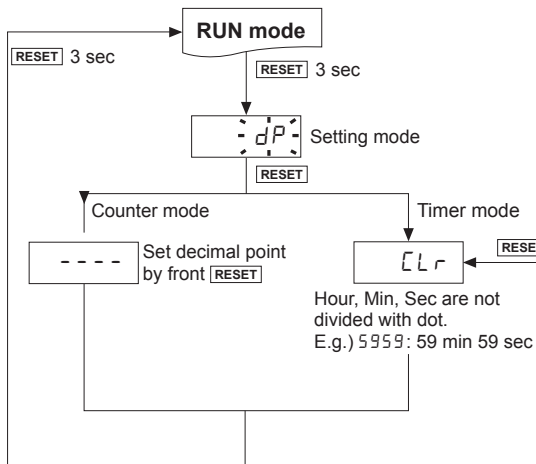 RUN mode
RESET 3 sec
RESET 3 sec
- dP -
Setting mode
RESET
Counter mode
Timer mode
- - - -
Set decimal point
by front RESET
CLr
RESE
Hour, Min, Sec are not
divided with dot.
E.g.) 5959: 59 min 59 sec